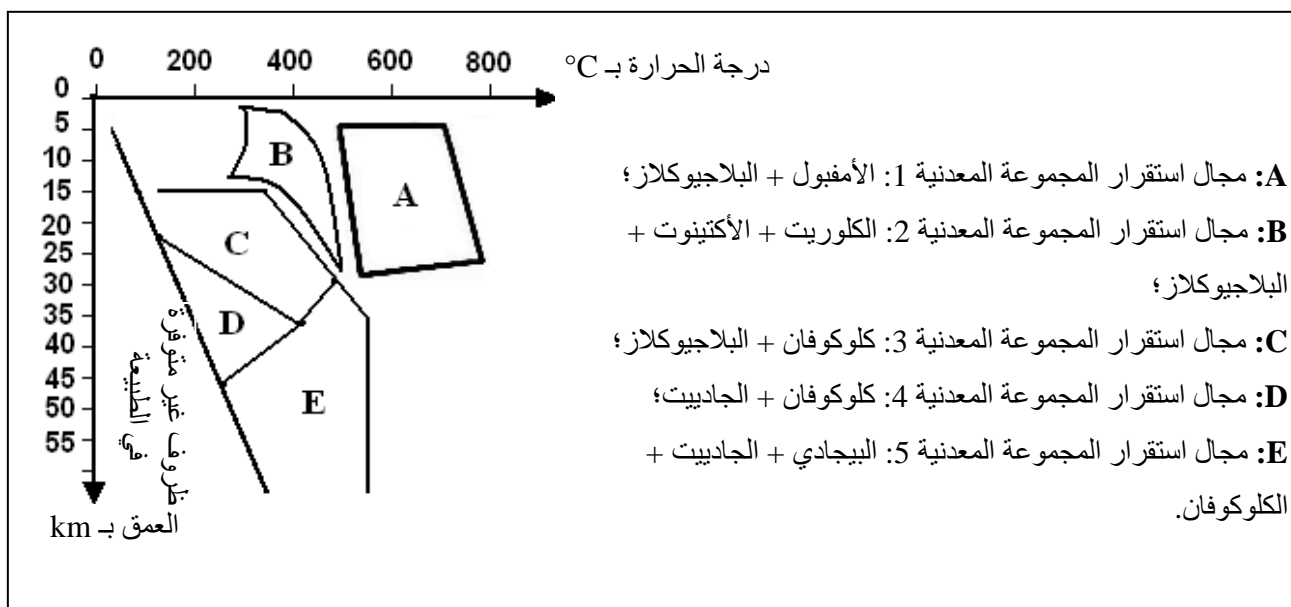 0 200 400 600 800
درجة الحرارة بـ C°
0
5
10
15
20
25
30
35
40
45
50
55
A
B
C
D
E
ظروف غير متوفرة
في الطبيعة
العمق بـ km
A: مجال استقرار المجموعة المعدنية 1: الأمفبول + البلاجيوكلاز؛
B: مجال استقرار المجموعة المعدنية 2: الكلوريت + الأكتينوت +
البلاجيوكلاز؛
C: مجال استقرار المجموعة المعدنية 3: كلوكوفان + البلاجيوكلاز؛
D: مجال استقرار المجموعة المعدنية 4: كلوكوفان + الجادييت؛
E: مجال استقرار المجموعة المعدنية 5: البيجادي + الجادييت +
الكلوكوفان.